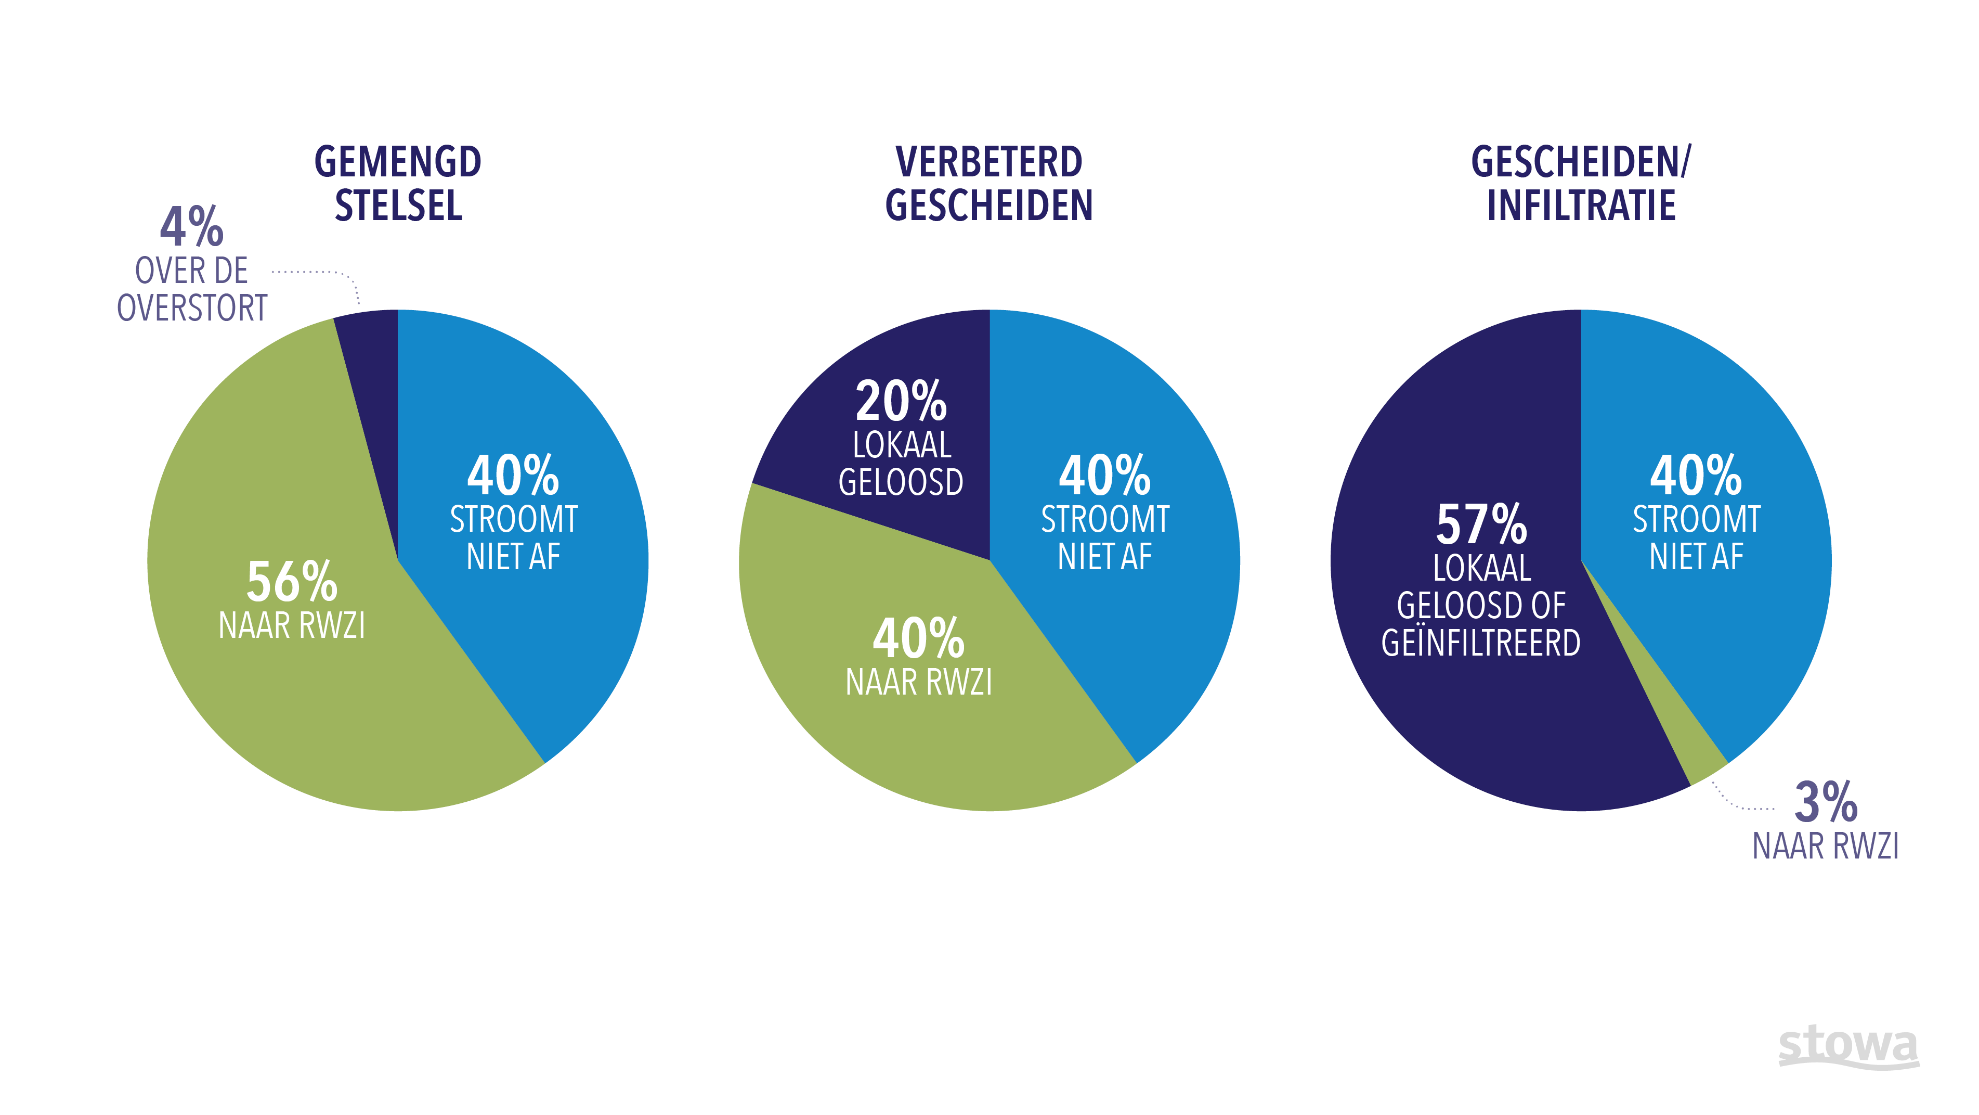 GEMENGD
STELSEL
4%
OVER DE
OVERSTORT
40%
STROOMT
NIET AF
56%
NAAR RWZI
VERBETERD
GESCHEIDEN
20%
LOKAAL
GELOOSD
40%
STROOMT
NIET AF
40%
NAAR RWZI
GESCHEIDEN/
INFILTRATIE
40%
STROOMT
NIET AF
57%
LOKAAL
GELOOSD OF
GEÏNFILTREERD
3%
NAAR RWZI
stowa